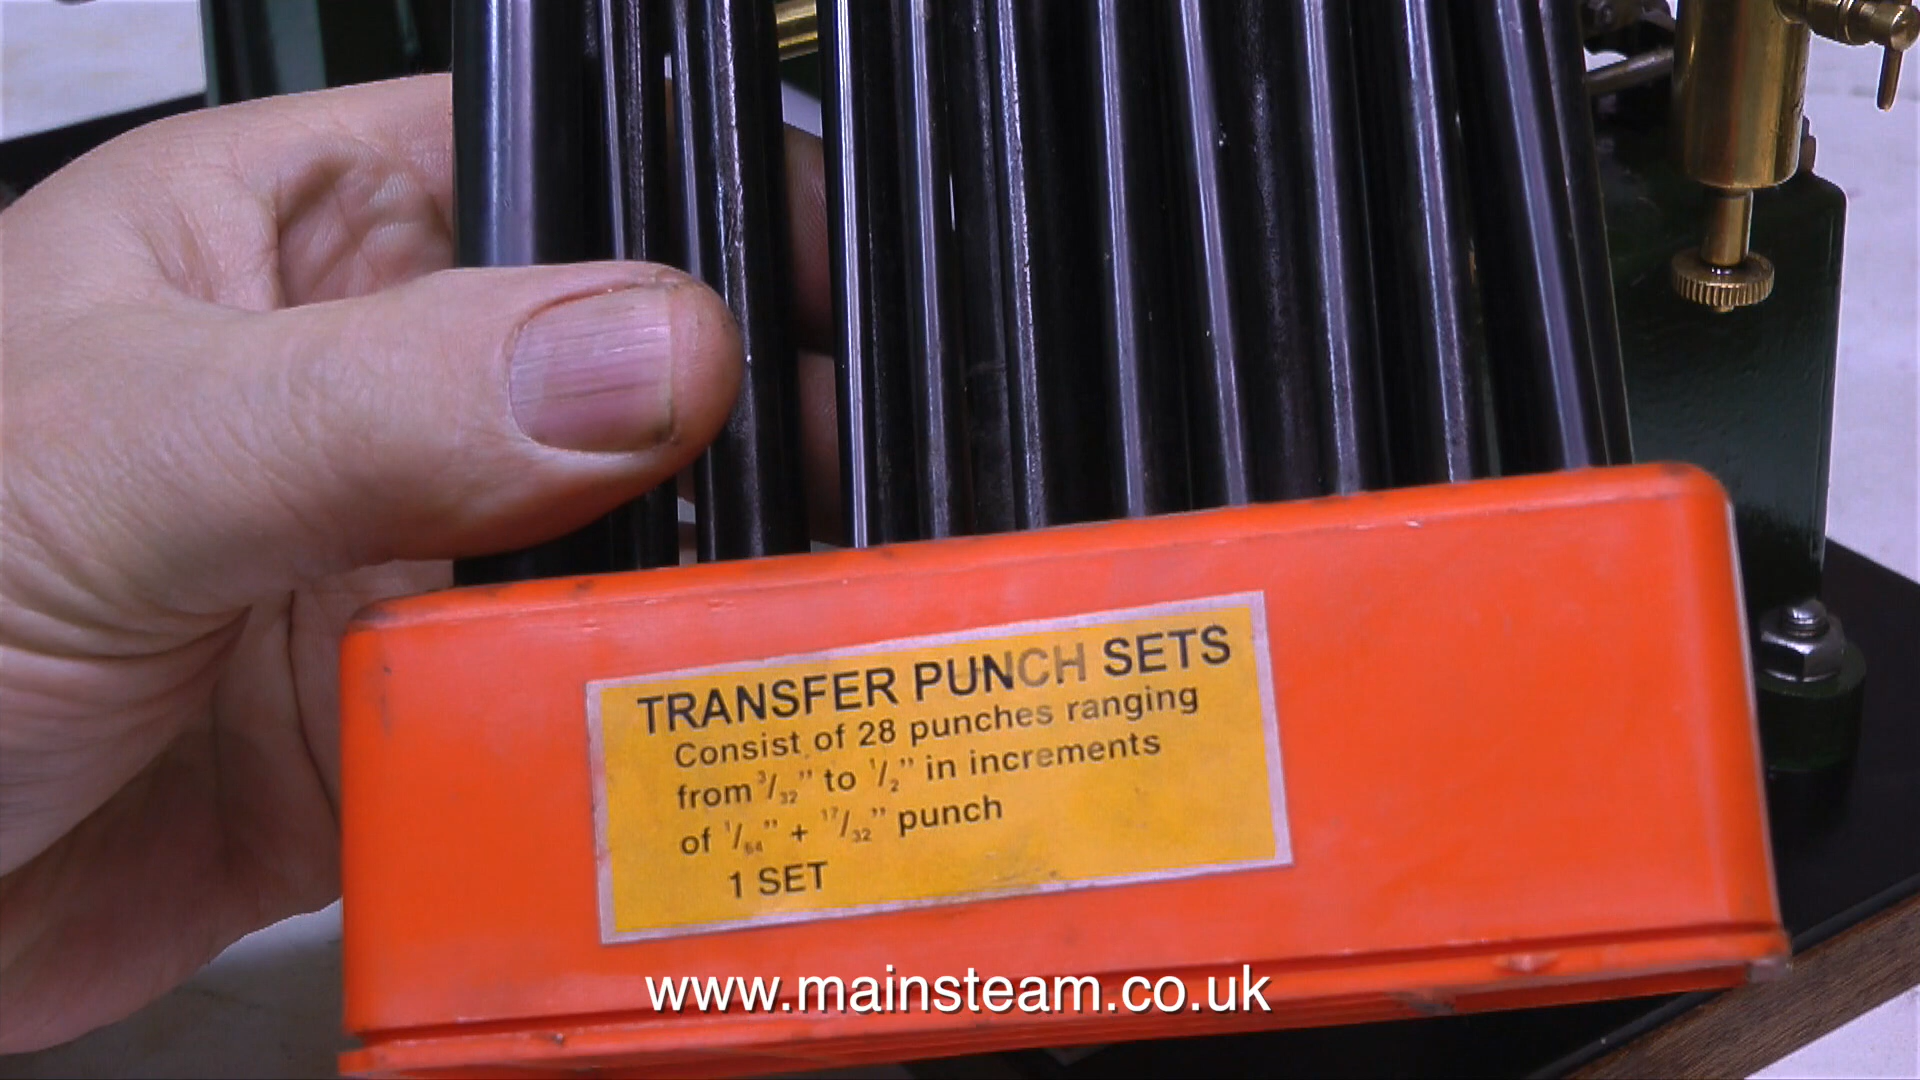 TRANSFER PUNCH SETS
Consist of 28 punches ranging
from 3/32" to 1/2" in increments
of 1/64" + 17/32" punch
1 SET
www.mainsteam.co.uk